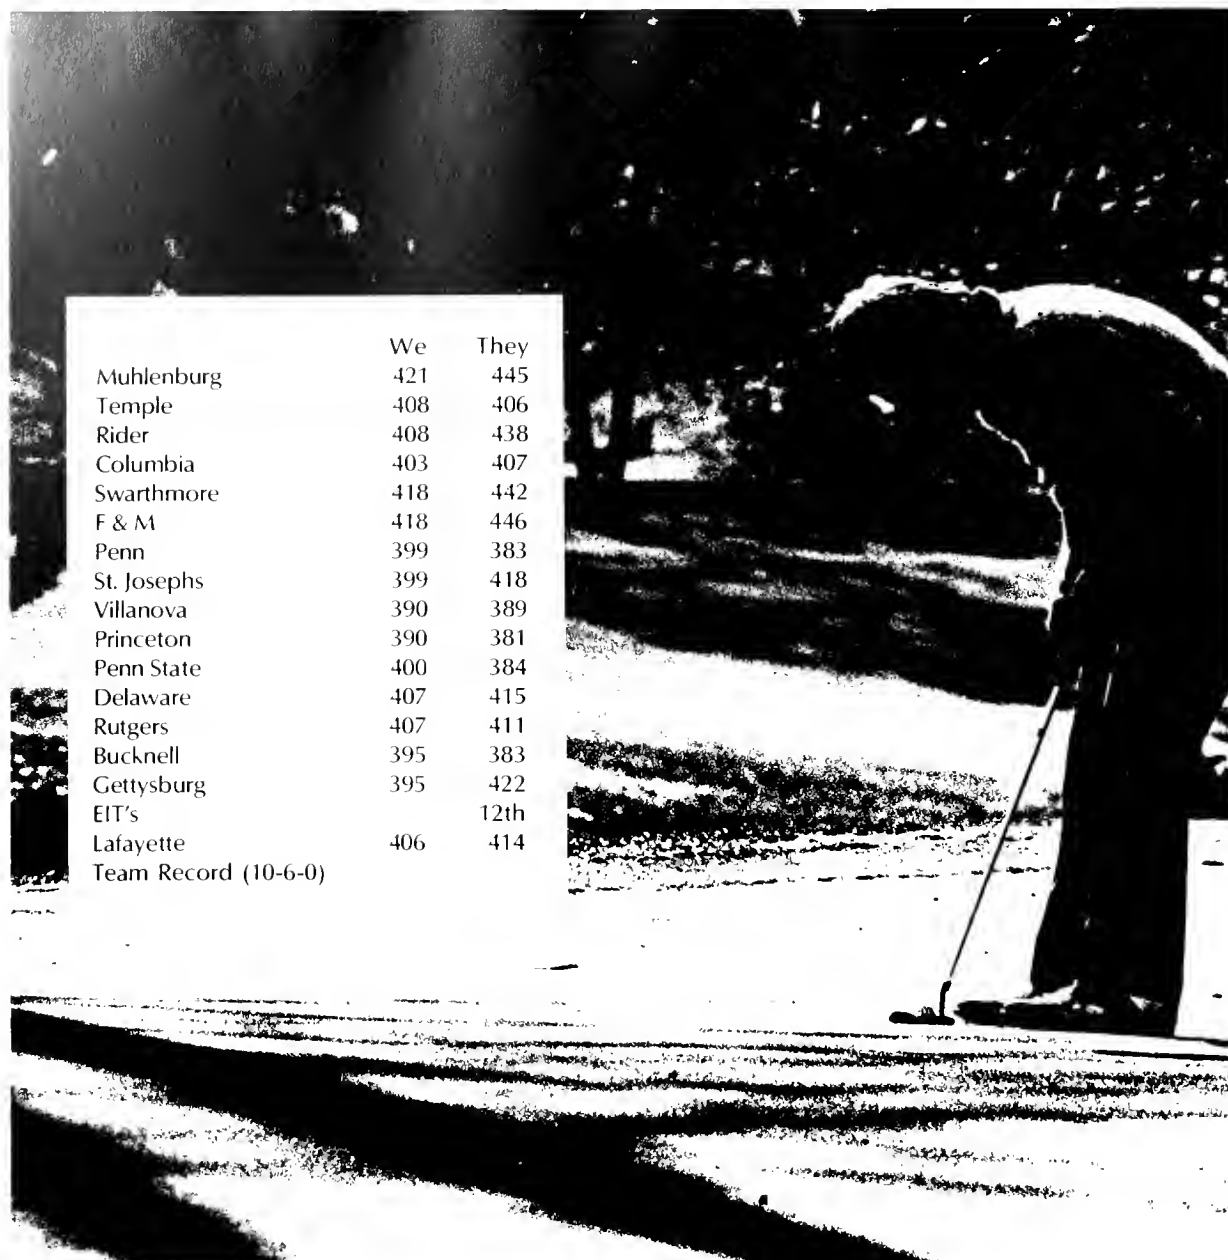 We They
Muhlenburg 421 445
Temple 408 406
Rider 408 438
Columbia 403 407
Swarthmore 418 442
F & M 418 446
Penn 399 383
St. Josephs 399 418
Villanova 390 389
Princeton 390 381
Penn State 400 384
Delaware 407 415
Rutgers 407 411
Bucknell 395 383
Gettysburg 395 422
EIT's 12th
Lafayette 406 414
Team Record (10-6-0)